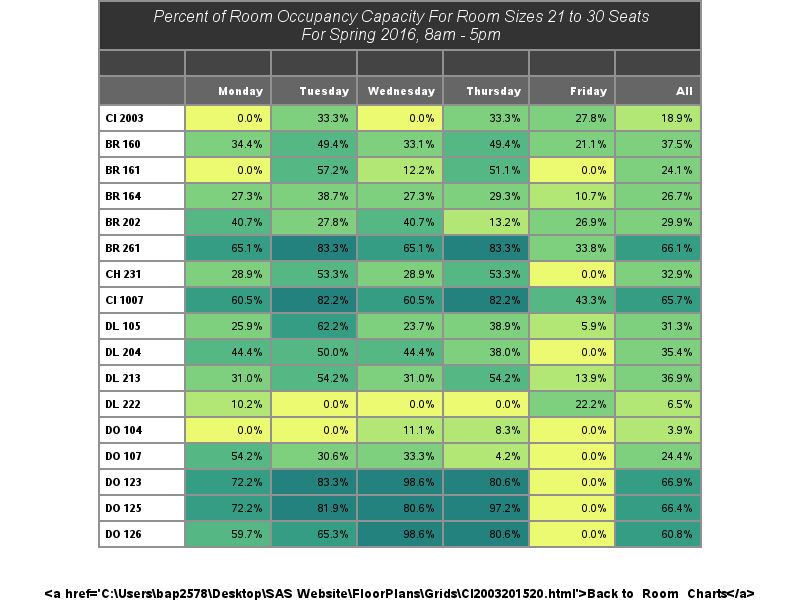 Percent of Room Occupancy Capacity For Room Sizes 21 to 30 Seats
For Spring 2016, 8am - 5pm
Monday Tuesday Wednesday Thursday Friday All
CI 2003 0.0% 33.3% 0.0% 33.3% 27.8% 18.9%
BR 160 34.4% 49.4% 33.1% 49.4% 21.1% 37.5%
BR 161 0.0% 57.2% 12.2% 51.1% 0.0% 24.1%
BR 164 27.3% 38.7% 27.3% 29.3% 10.7% 26.7%
BR 202 40.7% 27.8% 40.7% 13.2% 26.9% 29.9%
BR 261 65.1% 83.3% 65.1% 83.3% 33.8% 66.1%
CH 231 28.9% 53.3% 28.9% 53.3% 0.0% 32.9%
CI 1007 60.5% 82.2% 60.5% 82.2% 43.3% 65.7%
DL 105 25.9% 62.2% 23.7% 38.9% 5.9% 31.3%
DL 204 44.4% 50.0% 44.4% 38.0% 0.0% 35.4%
DL 213 31.0% 54.2% 31.0% 54.2% 13.9% 36.9%
DL 222 10.2% 0.0% 0.0% 0.0% 22.2% 6.5%
DO 104 0.0% 0.0% 11.1% 8.3% 0.0% 3.9%
DO 107 54.2% 30.6% 33.3% 4.2% 0.0% 24.4%
DO 123 72.2% 83.3% 98.6% 80.6% 0.0% 66.9%
DO 125 72.2% 81.9% 80.6% 97.2% 0.0% 66.4%
DO 126 59.7% 65.3% 98.6% 80.6% 0.0% 60.8%
<a href='C:\Users\bap2578\Desktop\SAS Website\FloorPlans\Grids\CI2003201520.html'>Back to Room Charts</a>